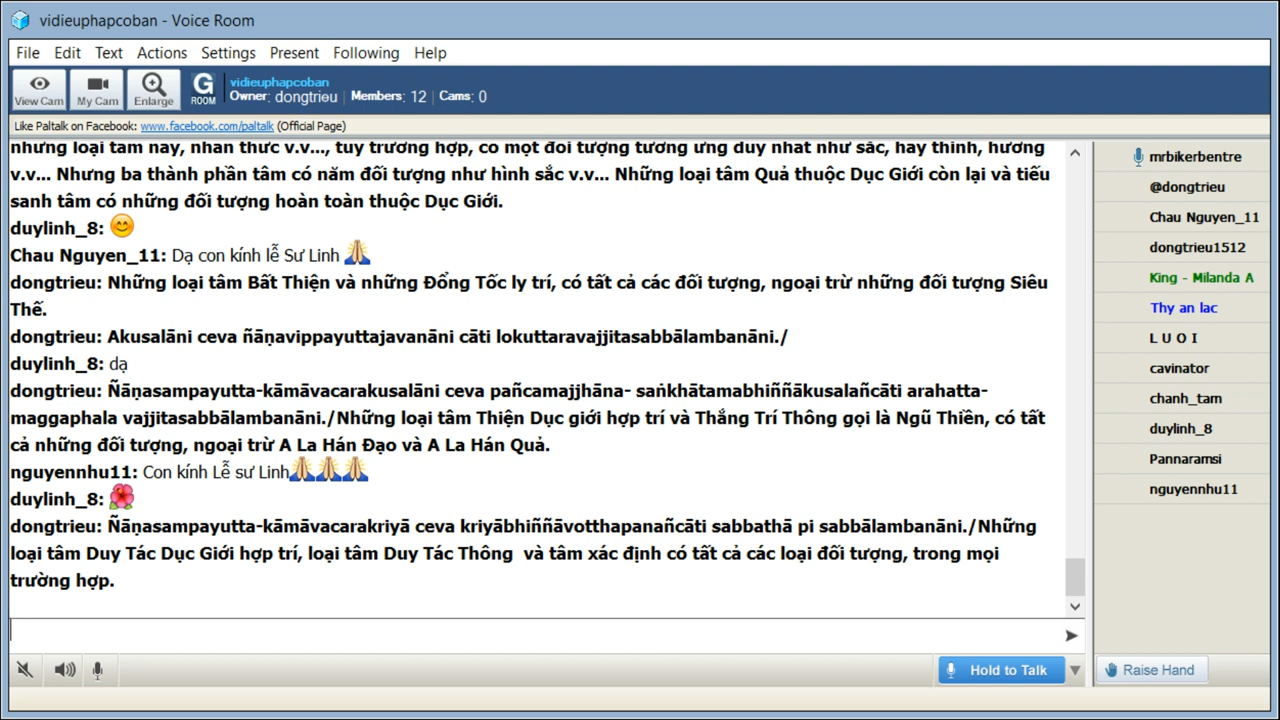 vidieuphapcoban - Voice Room
File Edit Text Actions Settings Present Following Help
View Cam My Cam Enlarge G ROOM
vidieuphapcoban
Owner: dongtrieu | Members: 12 | Cams: 0
Like Paltalk on Facebook: www.facebook.com/paltalk (Official Page)
những loại tâm này, nhãn thức v.v..., tùy trường hợp, có một đối tượng tương ứng duy nhất như sắc, hay thinh, hương
v.v... Nhưng ba thành phần tâm có năm đối tượng như hình sắc v.v... Những loại tâm Quả thuộc Dục Giới còn lại và tiếu
sanh tâm có những đối tượng hoàn toàn thuộc Dục Giới.
duylinh_8:
Chau Nguyen_11: Dạ con kính lễ Sư Linh
dongtrieu: Những loại tâm Bất Thiện và những Đổng Tốc ly trí, có tất cả các đối tượng, ngoại trừ những đối tượng Siêu
Thế.
dongtrieu: Akusalāni ceva ñāṇavippayuttajavanāni cāti lokuttaravajjitasabbālambanāni./
duylinh_8: dạ
dongtrieu: Ñāṇasampayutta-kāmāvacarakusalāni ceva pañcamajjhāna- saṅkhātamabhiññākusalañcāti arahatta-
maggaphala vajjitasabbālambanāni./Những loại tâm Thiện Dục giới hợp trí và Thắng Trí Thông gọi là Ngũ Thiền, có tất
cả những đối tượng, ngoại trừ A La Hán Đạo và A La Hán Quả.
nguyennhu11: Con kính Lễ sư Linh
duylinh_8:
dongtrieu: Ñāṇasampayutta-kāmāvacarakriyā ceva kriyābhiññāvotthapanañcāti sabbathā pi sabbālambanāni./Những
loại tâm Duy Tác Dục Giới hợp trí, loại tâm Duy Tác Thông và tâm xác định có tất cả các loại đối tượng, trong mọi
trường hợp.
mrbikerbentre
@dongtrieu
Chau Nguyen_11
dongtrieu1512
King - Milanda A
Thy an lac
L U O I
cavinator
chanh_tam
duylinh_8
Pannaramsi
nguyennhu11
Hold to Talk
Raise Hand